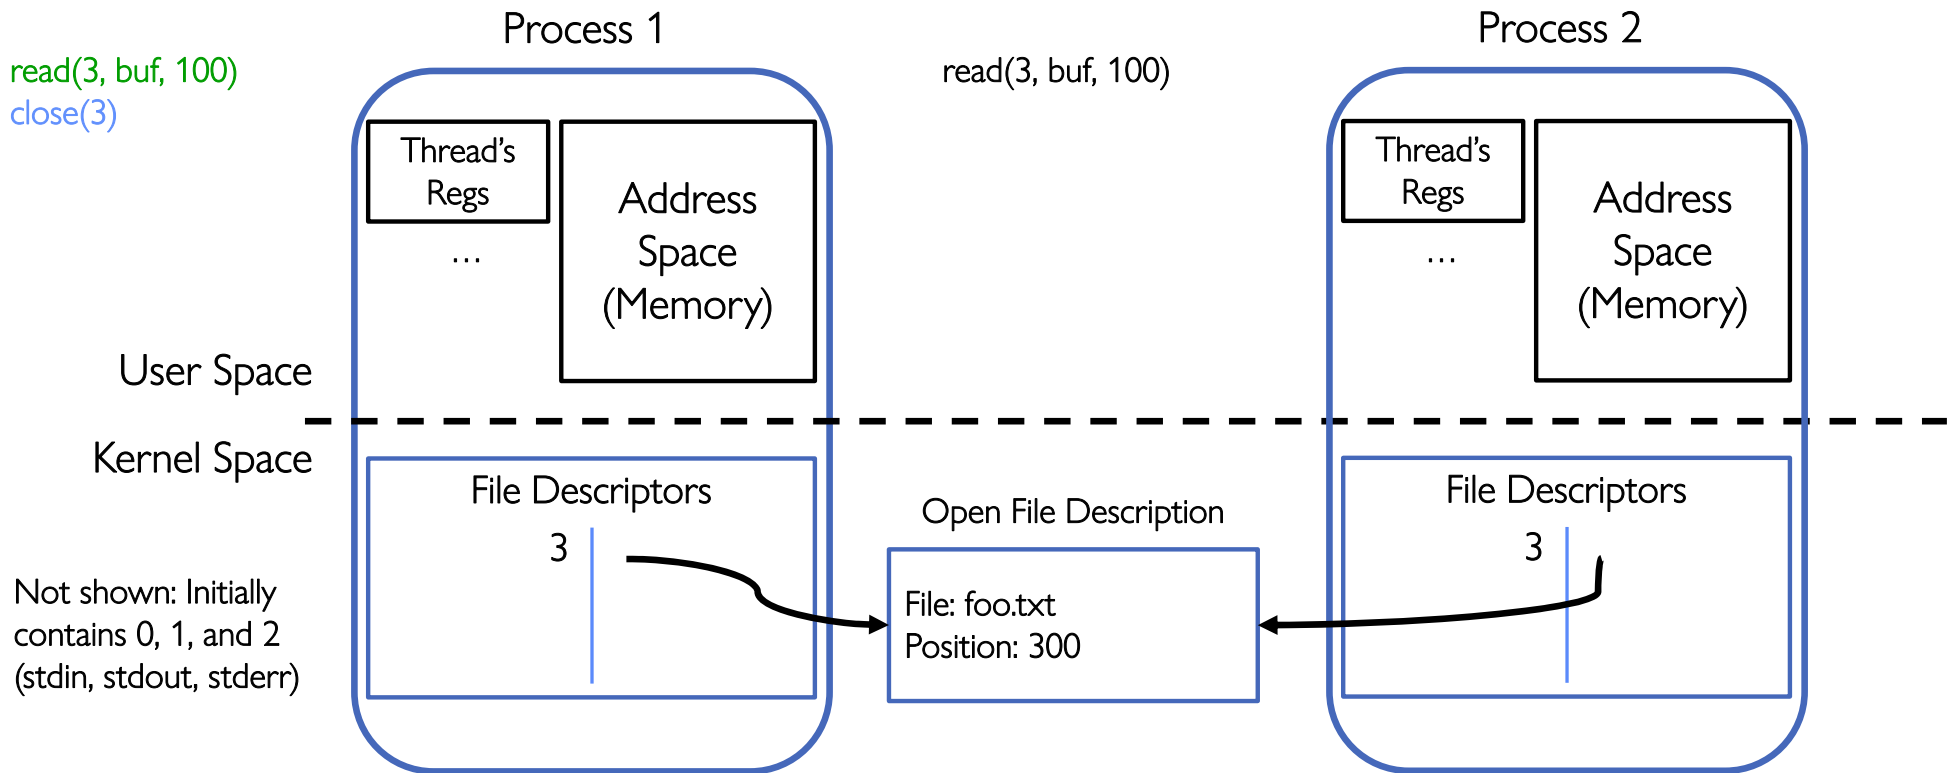 Process 1
Process 2
read(3, buf, 100)
close(3)
read(3, buf, 100)
Thread's
Regs
...
Address
Space
(Memory)
Thread's
Regs
...
Address
Space
(Memory)
User Space
Kernel Space
File Descriptors
3
Open File Description
File: foo.txt
Position: 300
File Descriptors
3
Not shown: Initially
contains 0, 1, and 2
(stdin, stdout, stderr)